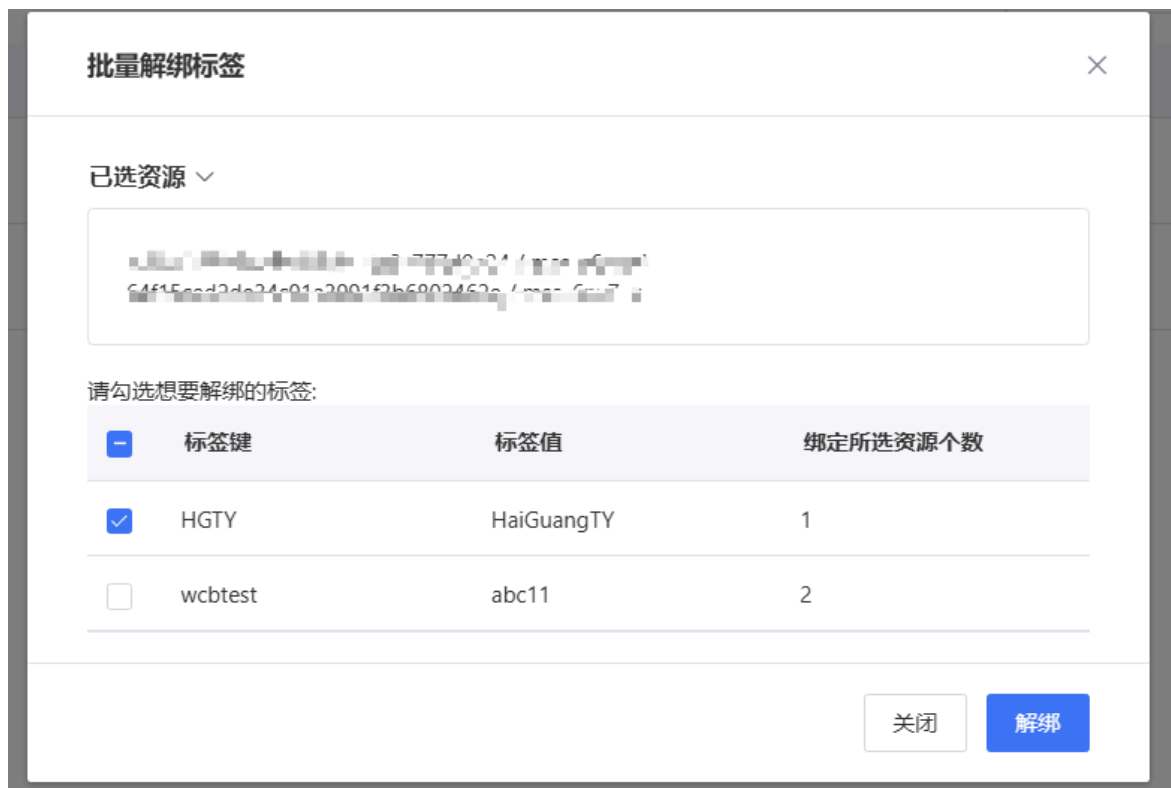 批量解绑标签
已选资源
请勾选想要解绑的标签:
标签键 标签值 绑定所选资源个数
HGTY HaiGuangTY 1
wcbtest abc11 2
关闭 解绑